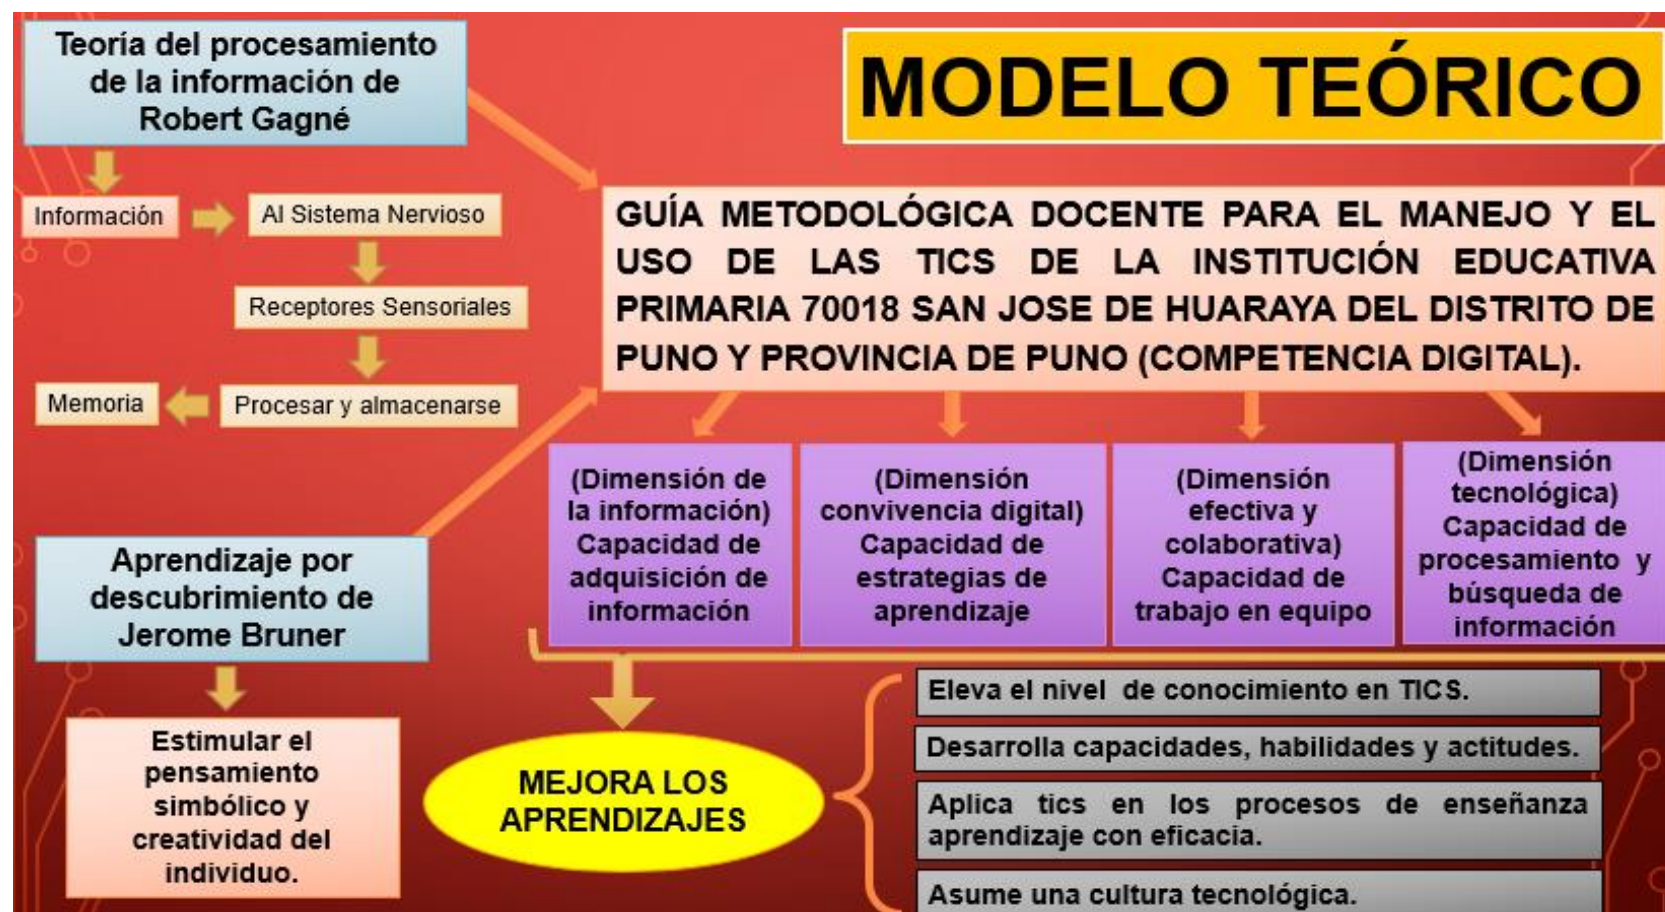 Teoría del procesamiento
de la información de
Robert Gagné
MODELO TEÓRICO
Información
Al Sistema Nervioso
Receptores Sensoriales
Memoria
Procesar y almacenarse
GUÍA METODOLÓGICA DOCENTE PARA EL MANEJO Y EL
USO DE LAS TICS DE LA INSTITUCIÓN EDUCATIVA
PRIMARIA 70018 SAN JOSE DE HUARAYA DEL DISTRITO DE
PUNO Y PROVINCIA DE PUNO (COMPETENCIA DIGITAL).
(Dimensión de
la información)
Capacidad de
adquisición de
información
(Dimensión
convivencia digital)
Capacidad de
estrategias de
aprendizaje
(Dimensión
efectiva y
colaborativa)
Capacidad de
trabajo en equipo
(Dimensión
tecnológica)
Capacidad de
procesamiento y
búsqueda de
información
Aprendizaje por
descubrimiento de
Jerome Bruner
Estimular el
pensamiento
simbólico y
creatividad del
individuo.
MEJORA LOS
APRENDIZAJES
Eleva el nivel de conocimiento en TICS.
Desarrolla capacidades, habilidades y actitudes.
Aplica tics en los procesos de enseñanza
aprendizaje con eficacia.
Asume una cultura tecnológica.